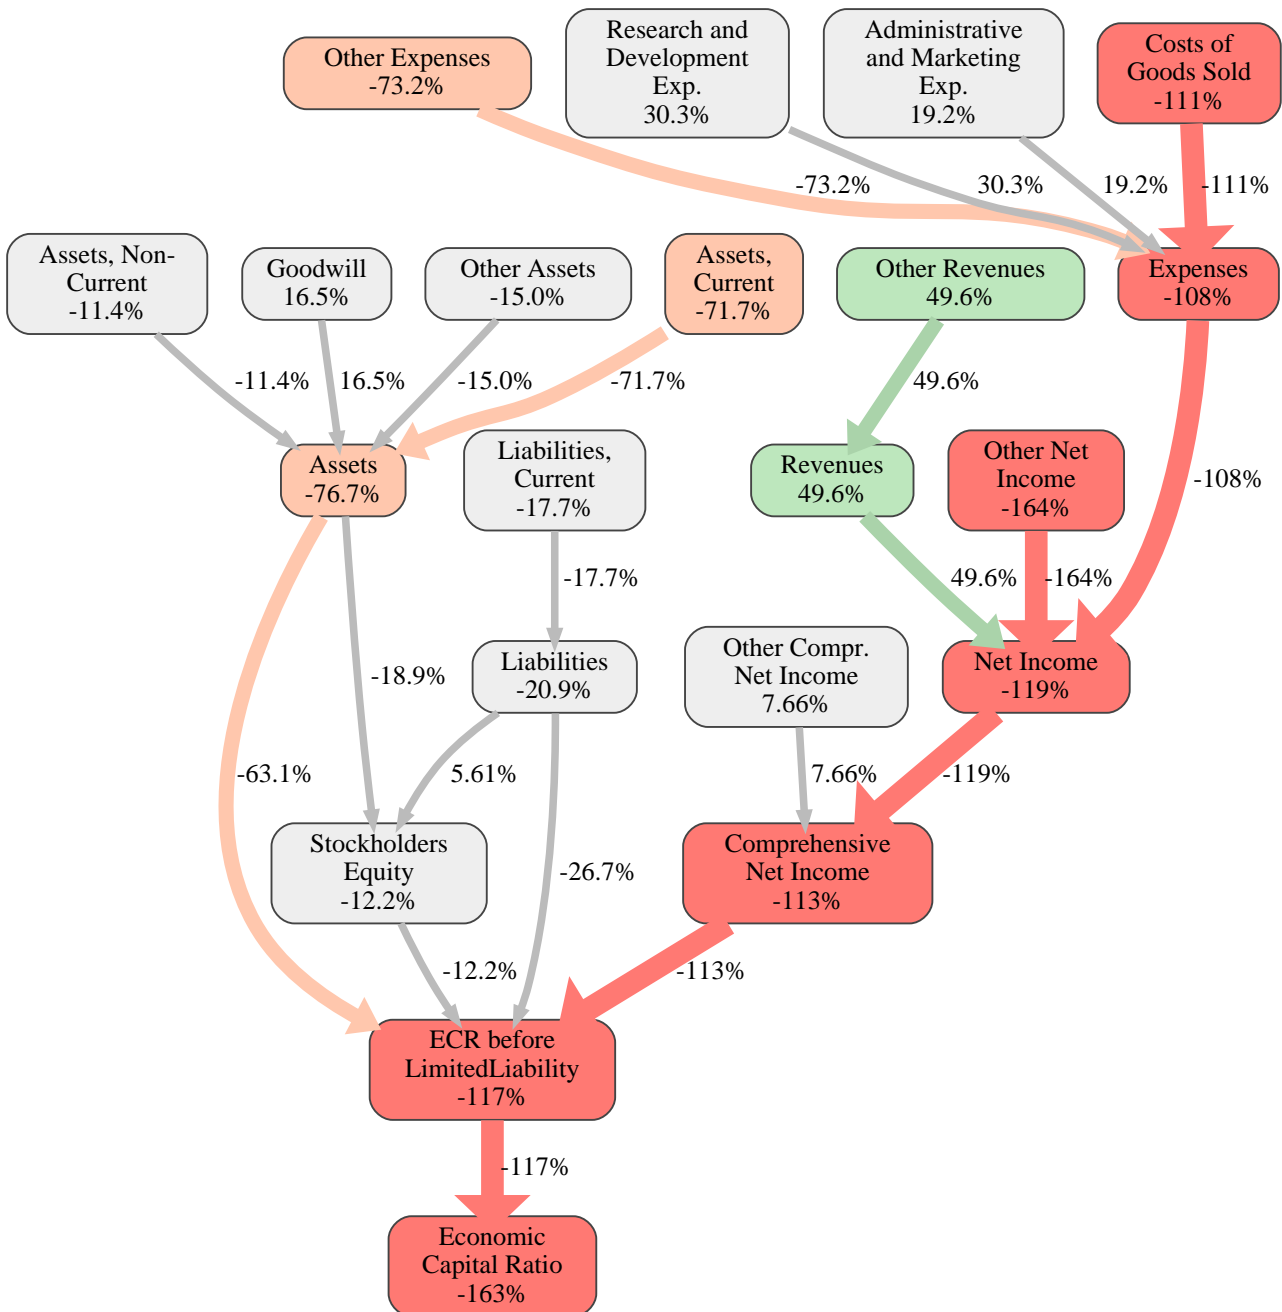 Other Expenses
-73.2%
Research and
Development
Exp.
30.3%
Administrative
and Marketing
Exp.
19.2%
Costs of
Goods Sold
-111%
-73.2%
30.3%
19.2%
-111%
Assets, Non-
Current
-11.4%
Goodwill
16.5%
Other Assets
-15.0%
Assets,
Current
-71.7%
Other Revenues
49.6%
Expenses
-108%
-11.4%
16.5%
-15.0%
-71.7%
49.6%
Assets
-76.7%
Liabilities,
Current
-17.7%
Revenues
49.6%
Other Net
Income
-164%
-108%
-17.7%
49.6%
-164%
-18.9%
Liabilities
-20.9%
Other Compr.
Net Income
7.66%
Net Income
-119%
-63.1%
5.61%
7.66%
-119%
Stockholders
Equity
-12.2%
-26.7%
Comprehensive
Net Income
-113%
-12.2%
-113%
ECR before
LimitedLiability
-117%
-117%
Economic
Capital Ratio
-163%